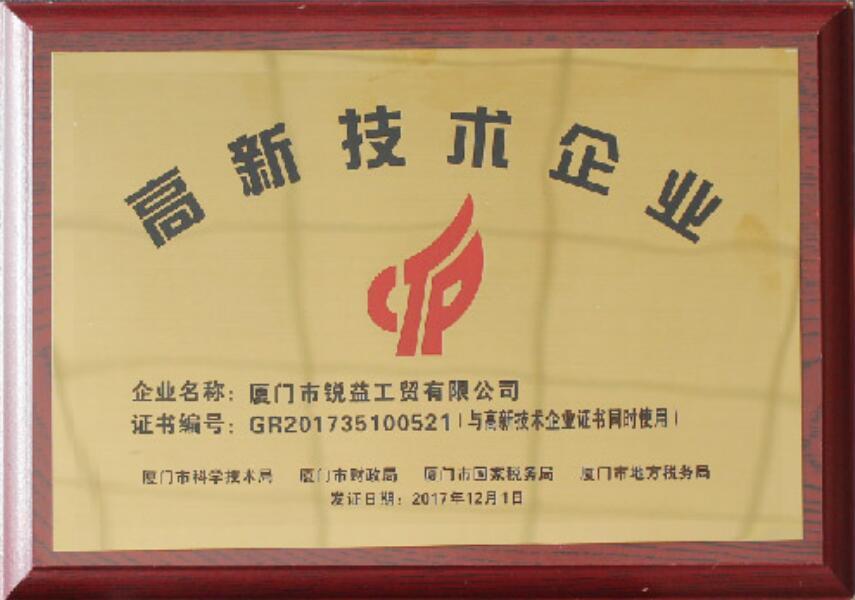 高新技术企业
企业名称：厦门市锐益工贸有限公司
证书编号：GR201735100521（与高新技术企业证书同时使用）
厦门市科学技术局 厦门市财政局 厦门市国家税务局 厦门市地方税务局
发证日期：2017年12月1日